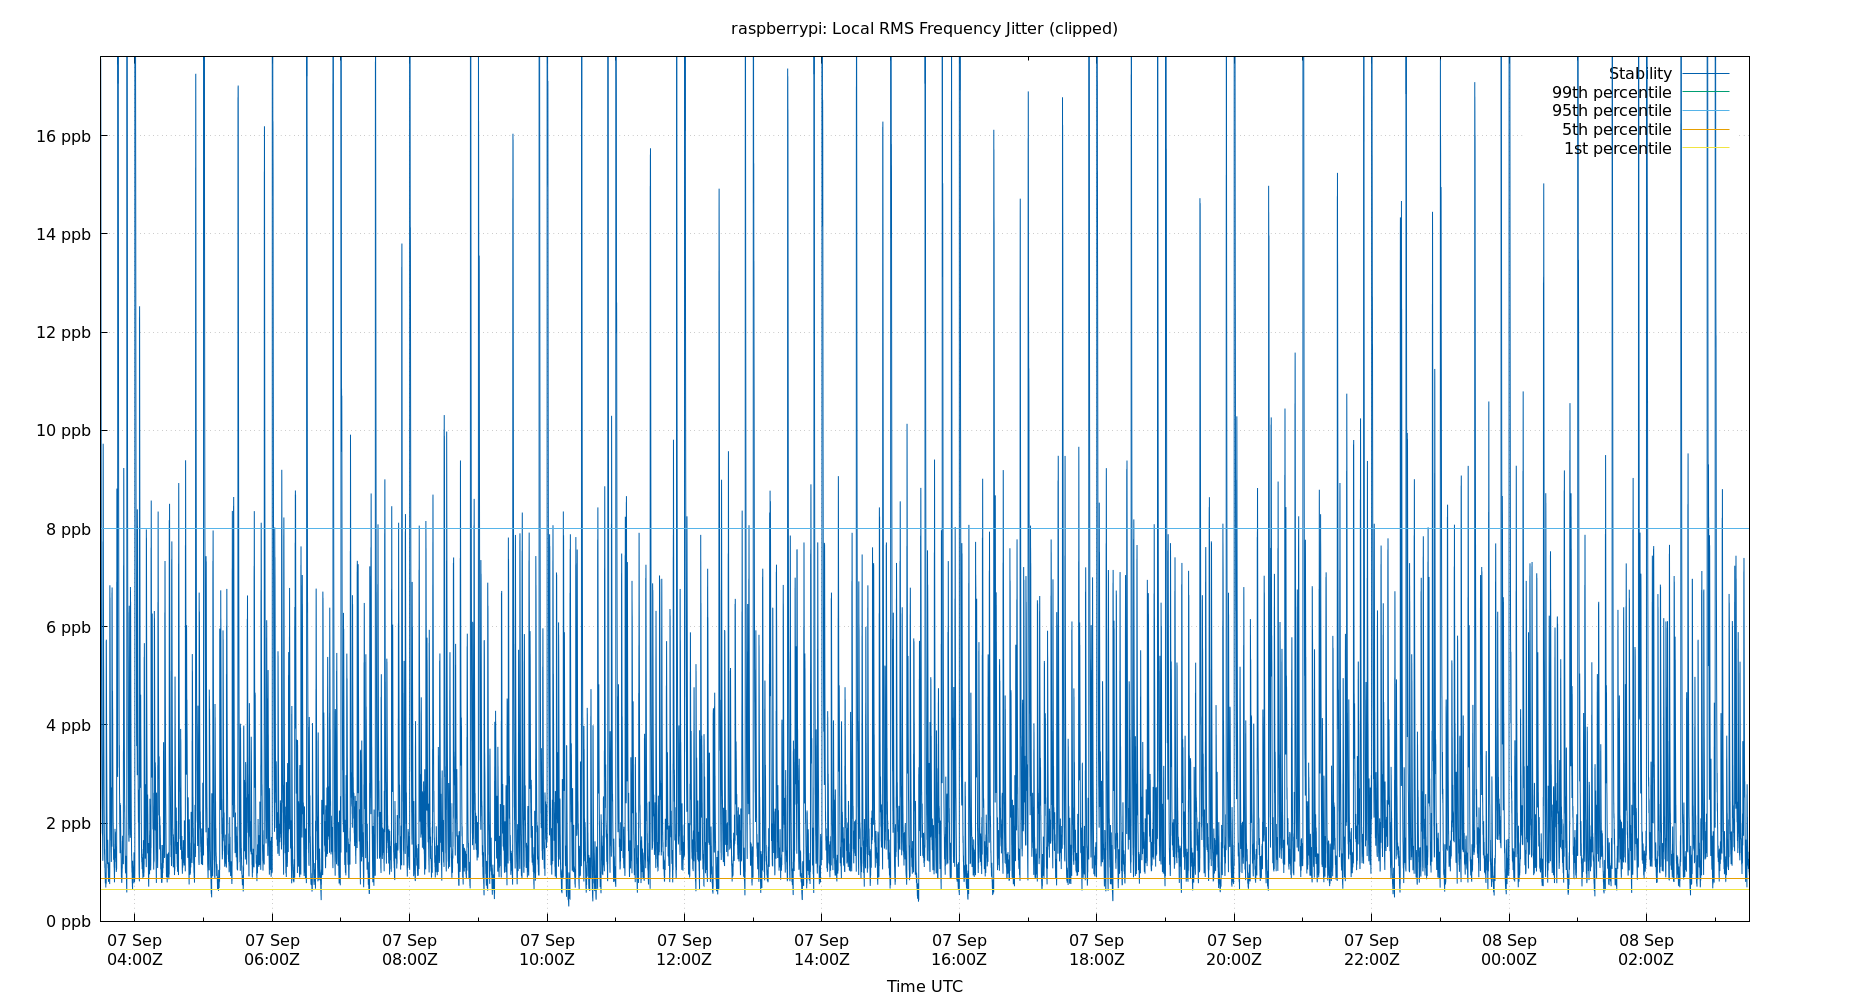 raspberrypi: Local RMS Frequency Jitter (clipped)
Stability
99th percentile
95th percentile
5th percentile
1st percentile
16 ppb
14 ppb
12 ppb
10 ppb
8 ppb
6 ppb
4 ppb
2 ppb
0 ppb
07 Sep 07 Sep 07 Sep 07 Sep 07 Sep 07 Sep 07 Sep 07 Sep 07 Sep 07 Sep 08 Sep 08 Sep
04:00Z 06:00Z 08:00Z 10:00Z 12:00Z 14:00Z 16:00Z 18:00Z 20:00Z 22:00Z 00:00Z 02:00Z
Time UTC